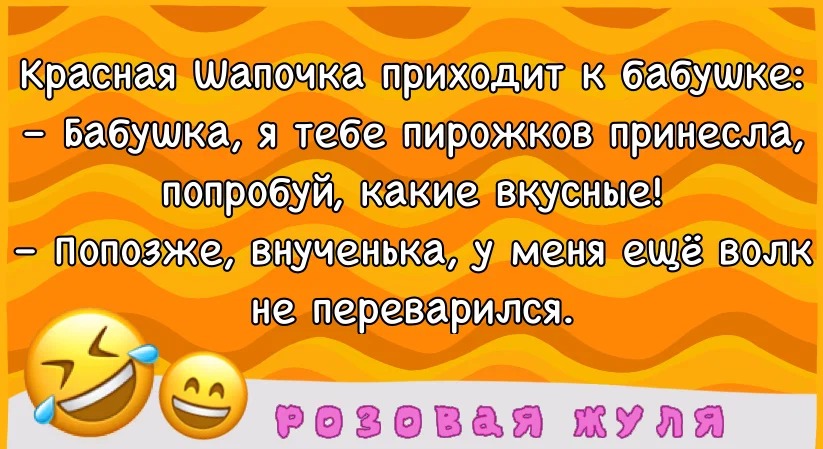 Красная Шапочка приходит к бабушке:
– Бабушка, я тебе пирожков принесла,
попробуй, какие вкусные!
– Попозже, внученька, у меня ещё волк
не переварился.
розовая жуля